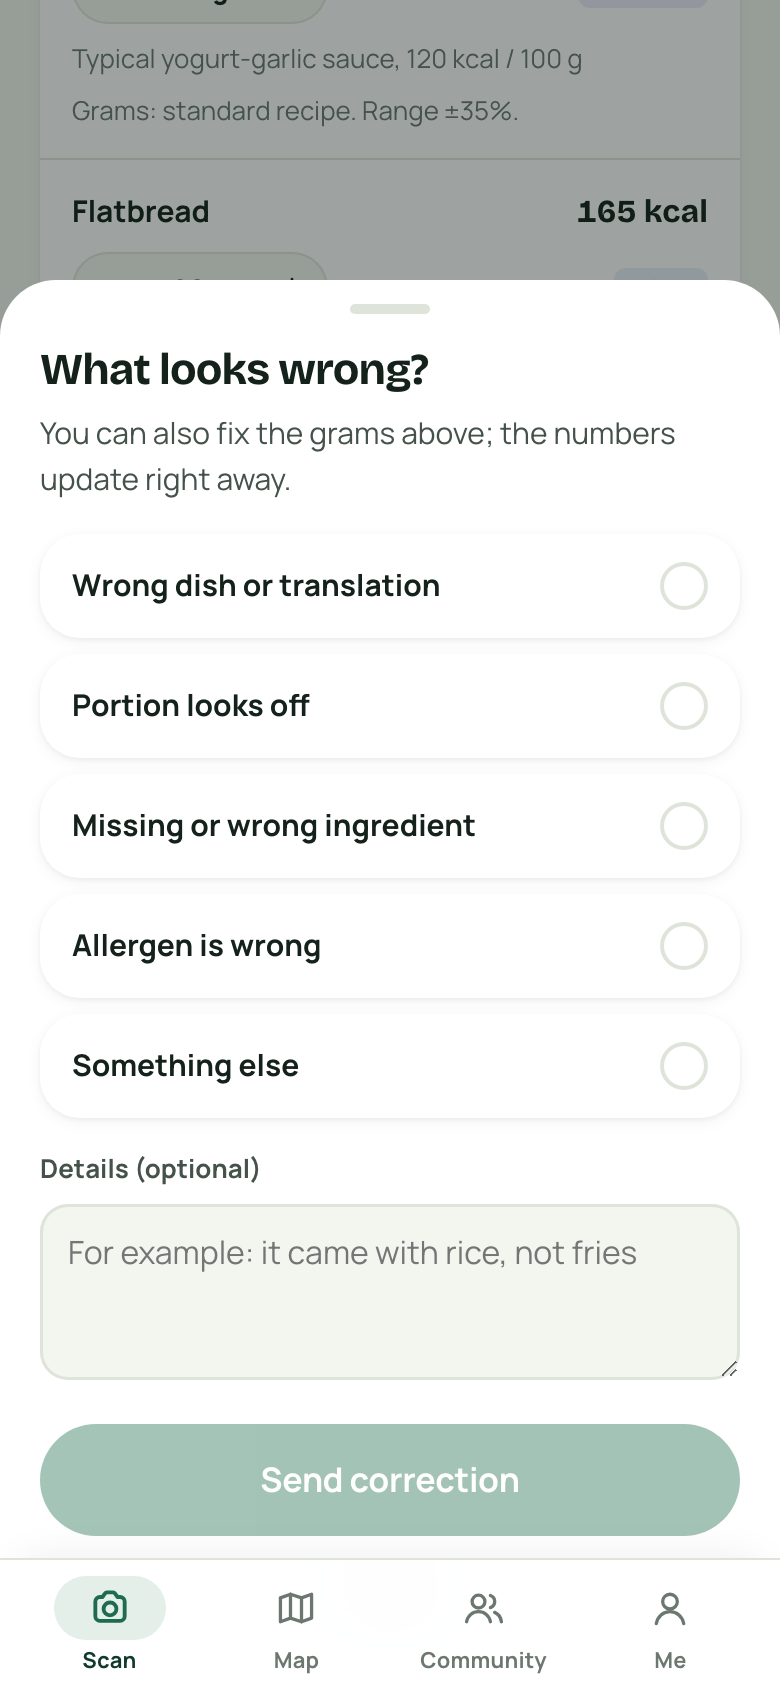 Typical yogurt-garlic sauce, 120 kcal / 100 g
Grams: standard recipe. Range ±35%.
Flatbread 165 kcal
What looks wrong?
You can also fix the grams above; the numbers
update right away.
Wrong dish or translation
Portion looks off
Missing or wrong ingredient
Allergen is wrong
Something else
Details (optional)
For example: it came with rice, not fries
Send correction
Scan Map Community Me